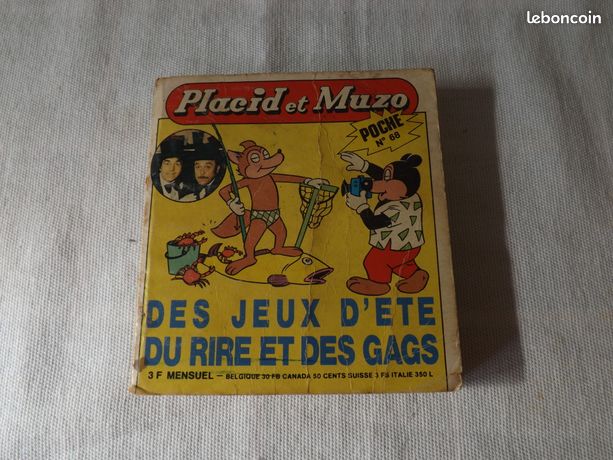 leboncoin
Placid et Muzo
POCHE
N° 68
DES JEUX D'ETE
DU RIRE ET DES GAGS
3 F MENSUEL – BELGIQUE 30 FB CANADA 50 CENTS SUISSE 3 FS ITALIE 350 L